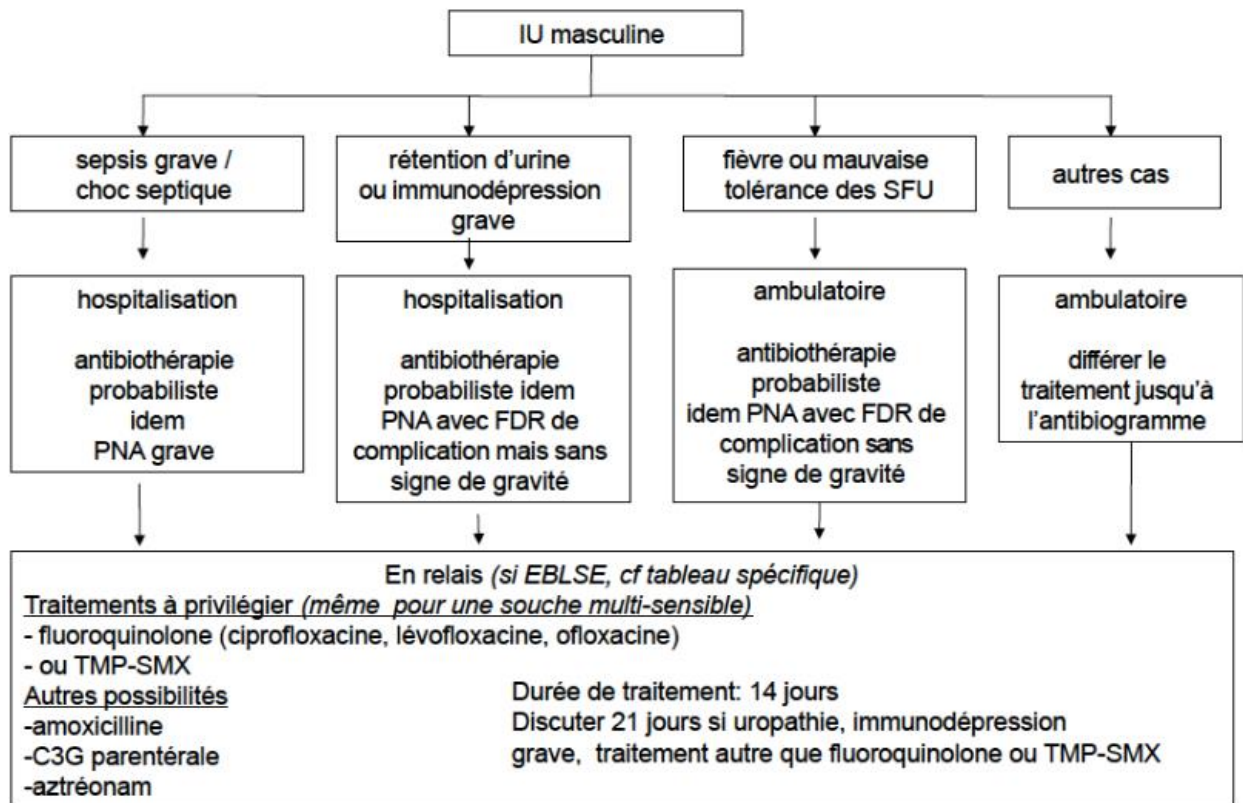 IU masculine
sepsis grave /
choc septique
rétention d'urine
ou immunodépression
grave
fièvre ou mauvaise
tolérance des SFU
autres cas
hospitalisation
antibiothérapie
probabiliste
idem
PNA grave
hospitalisation
antibiothérapie
probabiliste idem
PNA avec FDR de
complication mais sans
signe de gravité
ambulatoire
antibiothérapie
probabiliste
idem PNA avec FDR de
complication sans
signe de gravité
ambulatoire
différer le
traitement jusqu'à
l'antibiogramme
En relais (si EBLSE, cf tableau spécifique)
Traitements à privilégier (même pour une souche multi-sensible)
- fluoroquinolone (ciprofloxacine, lévofloxacine, ofloxacine)
- ou TMP-SMX
Autres possibilités
-amoxicilline
-C3G parentérale
-aztréonam
Durée de traitement: 14 jours
Discuter 21 jours si uropathie, immunodépression
grave, traitement autre que fluoroquinolone ou TMP-SMX